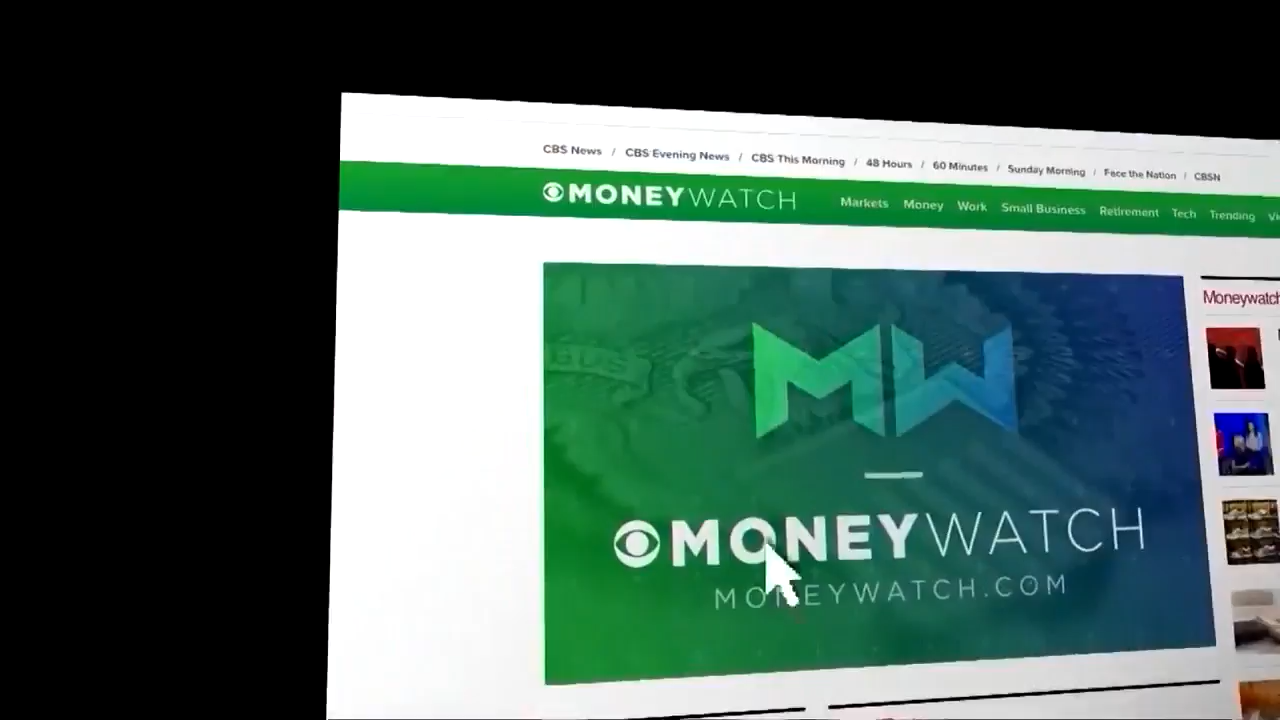 CBS News / CBS Evening News / CBS This Morning / 48 Hours / 60 Minutes / Sunday Morning / Face the Nation / CBSN
MONEYWATCH
Markets Money Work Small Business Retirement Tech Trending
Moneywatch
MW
MONEYWATCH
MONEYWATCH.COM